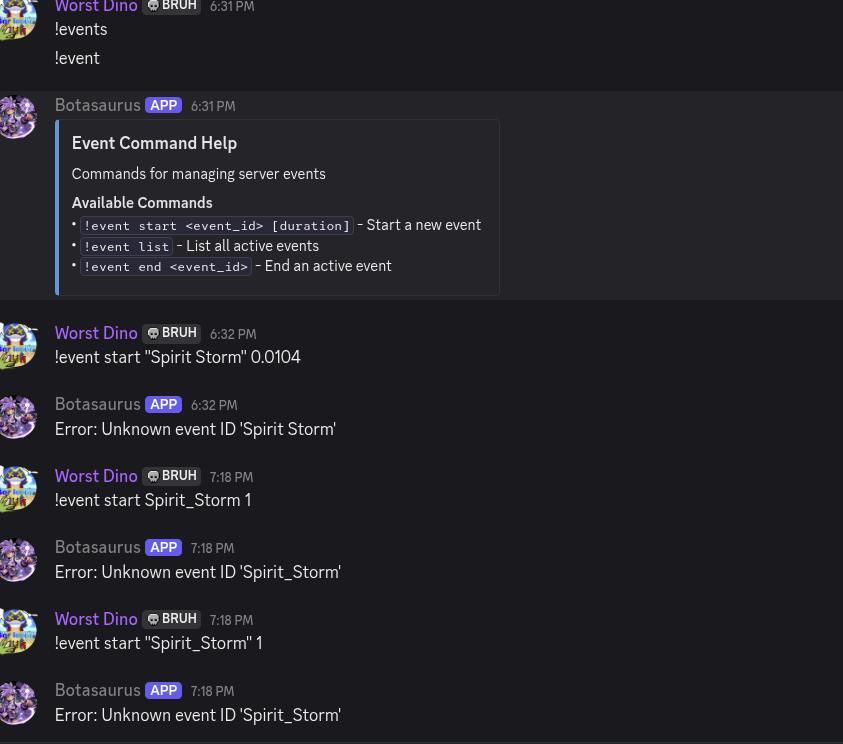 Worst Dino BRUH 6:31 PM
!events
!event
Botasaurus APP 6:31 PM
Event Command Help
Commands for managing server events
Available Commands
• !event start <event_id> [duration] - Start a new event
• !event list - List all active events
• !event end <event_id> - End an active event
Worst Dino BRUH 6:32 PM
!event start "Spirit Storm" 0.0104
Botasaurus APP 6:32 PM
Error: Unknown event ID 'Spirit Storm'
Worst Dino BRUH 7:18 PM
!event start Spirit_Storm 1
Botasaurus APP 7:18 PM
Error: Unknown event ID 'Spirit_Storm'
Worst Dino BRUH 7:18 PM
!event start "Spirit_Storm" 1
Botasaurus APP 7:18 PM
Error: Unknown event ID 'Spirit_Storm'